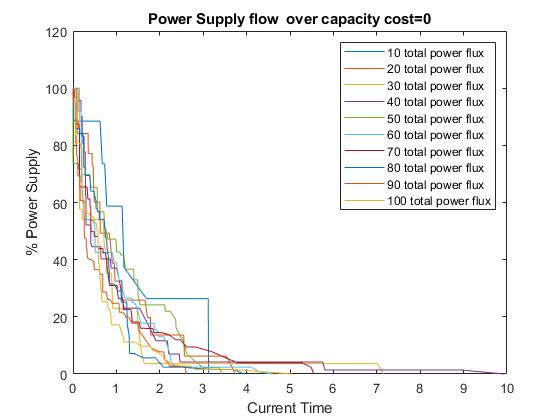 Power Supply flow over capacity cost=0
120
100
80
60
40
20
0
% Power Supply
10 total power flux
20 total power flux
30 total power flux
40 total power flux
50 total power flux
60 total power flux
70 total power flux
80 total power flux
90 total power flux
100 total power flux
0 1 2 3 4 5 6 7 8 9 10
Current Time